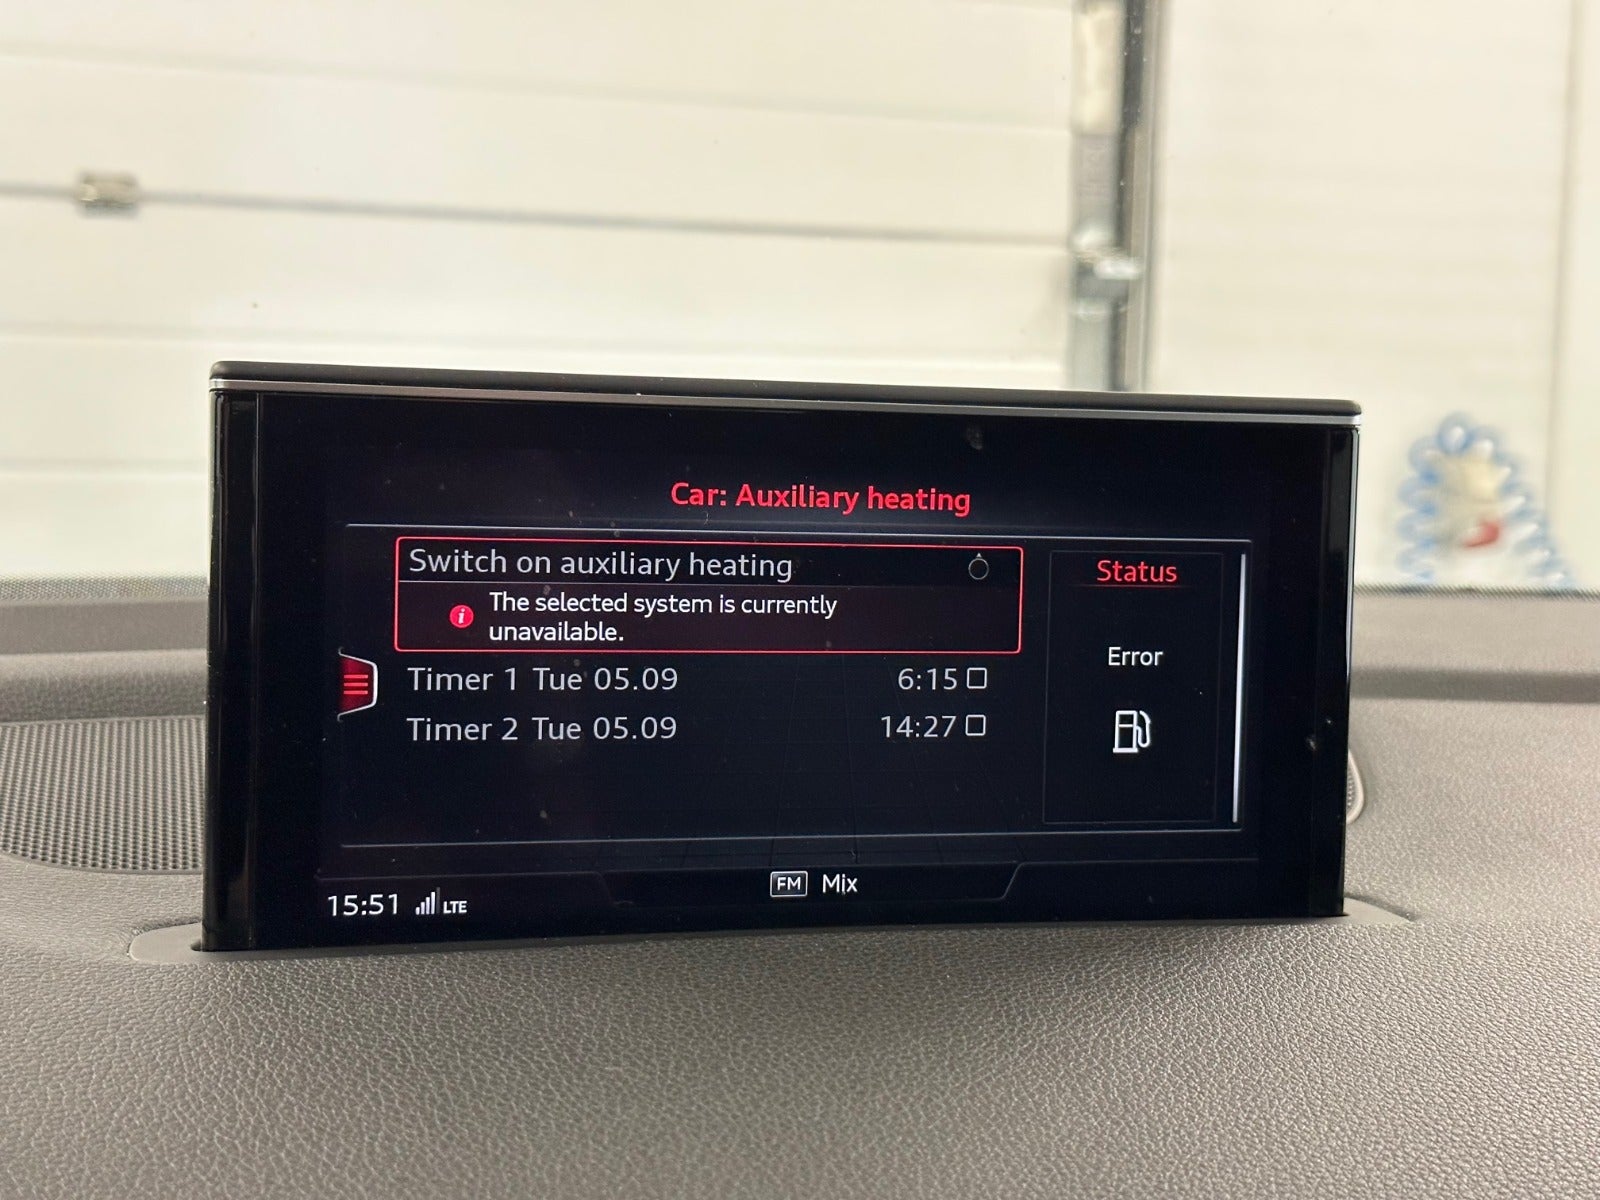 Car: Auxiliary heating
Switch on auxiliary heating
i The selected system is currently
unavailable.
Timer 1 Tue 05.09 6:15
Timer 2 Tue 05.09 14:27
Status
Error
FM Mix
15:51 LTE